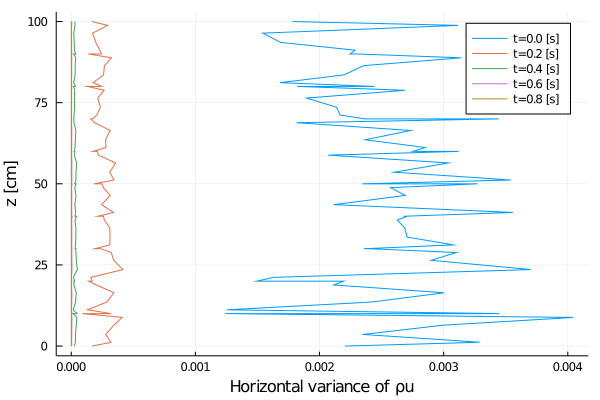 100
75
50
25
0
z [cm]
0.000
0.001
0.002
0.003
0.004
Horizontal variance of ρu
t=0.0 [s]
t=0.2 [s]
t=0.4 [s]
t=0.6 [s]
t=0.8 [s]